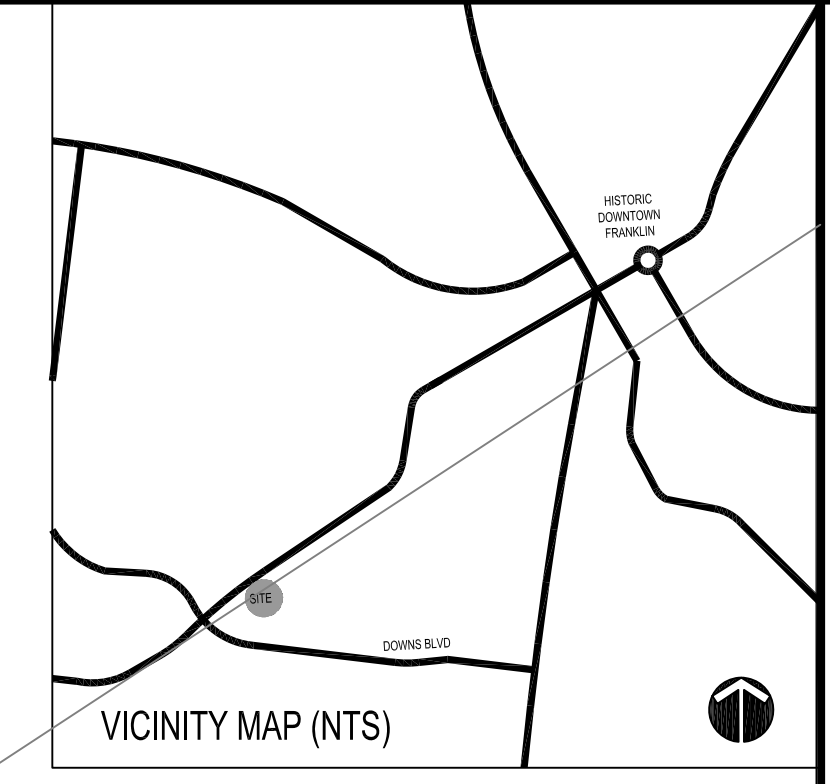 HISTORIC
DOWNTOWN
FRANKLIN
SITE
DOWNS BLVD
VICINITY MAP (NTS)